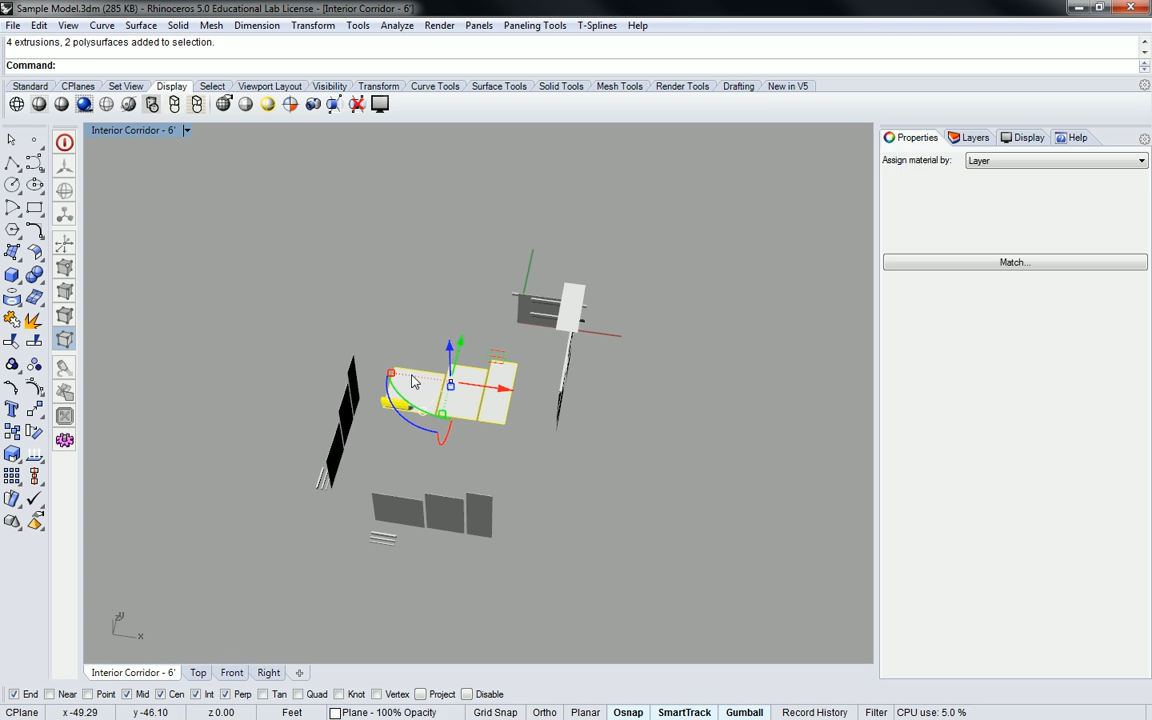 Sample Model.3dm (285 KB) - Rhinoceros 5.0 Educational Lab License - [Interior Corridor - 6']
File Edit View Curve Surface Solid Mesh Dimension Transform Tools Analyze Render Panels Paneling Tools T-Splines Help
4 extrusions, 2 polysurfaces added to selection.
Command:
Standard CPlanes Set View Display Select Viewport Layout Visibility Transform Curve Tools Surface Tools Solid Tools Mesh Tools Render Tools Drafting New in V5
Interior Corridor - 6'
Properties Layers Display Help
Assign material by: Layer
Match...
y
x
Interior Corridor - 6' Top Front Right
End Near Point Mid Cen Int Perp Tan Quad Knot Vertex Project Disable
CPlane x -49.29 y -46.10 z 0.00 Feet Plane - 100% Opacity Grid Snap Ortho Planar Osnap SmartTrack Gumball Record History Filter CPU use: 5.0 %